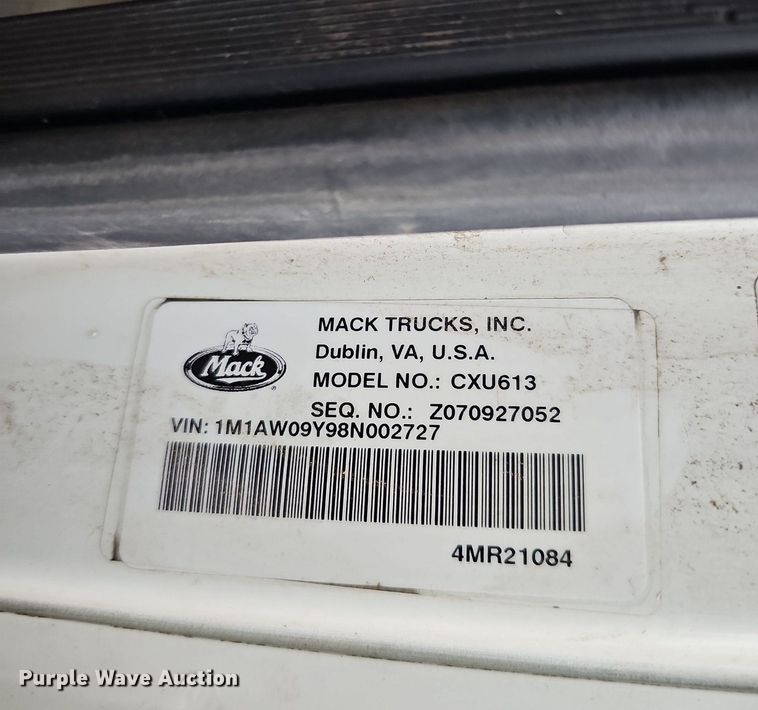 Mack
MACK TRUCKS, INC.
Dublin, VA, U.S.A.
MODEL NO.: CXU613
SEQ. NO.: Z070927052
VIN: 1M1AW09Y98N002727
4MR21084
Purple Wave Auction